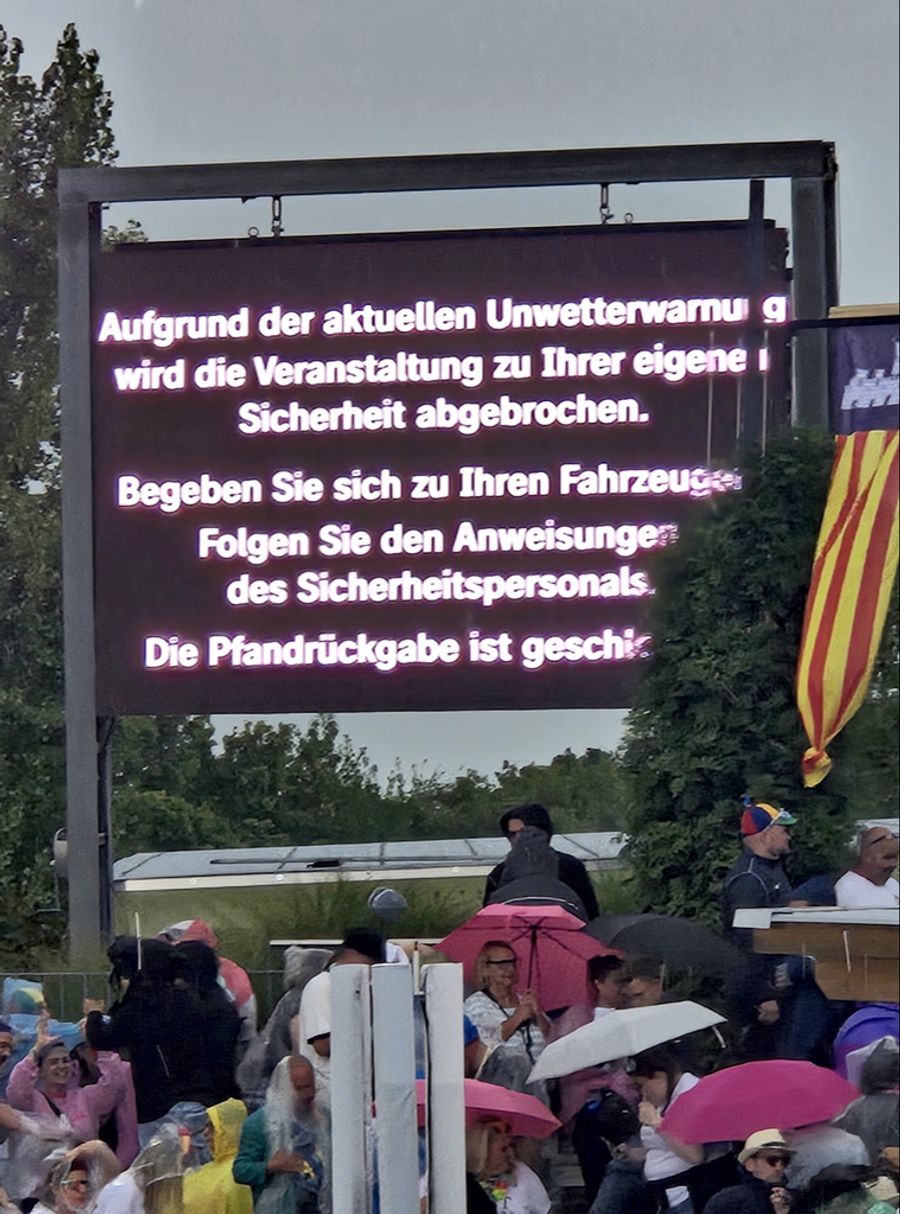 Aufgrund der aktuellen Unwetterwarnung
wird die Veranstaltung zu Ihrer eigenen
Sicherheit abgebrochen.
Begeben Sie sich zu Ihren Fahrzeugen
Folgen Sie den Anweisungen
des Sicherheitspersonals.
Die Pfandrückgabe ist